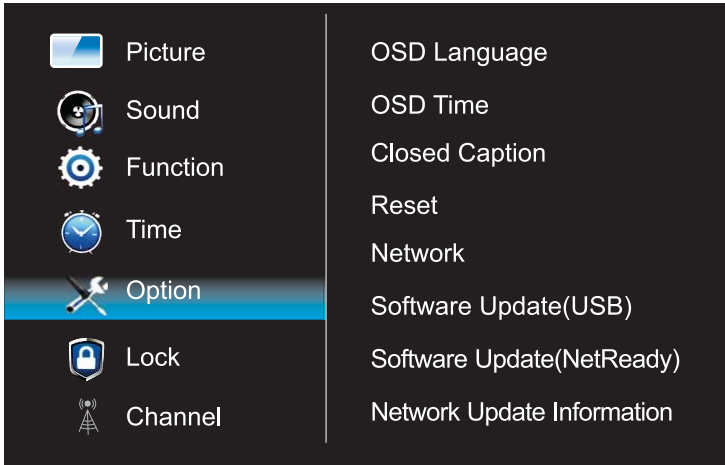 Picture
Sound
Function
Time
Option
Lock
Channel
OSD Language
OSD Time
Closed Caption
Reset
Network
Software Update(USB)
Software Update(NetReady)
Network Update Information